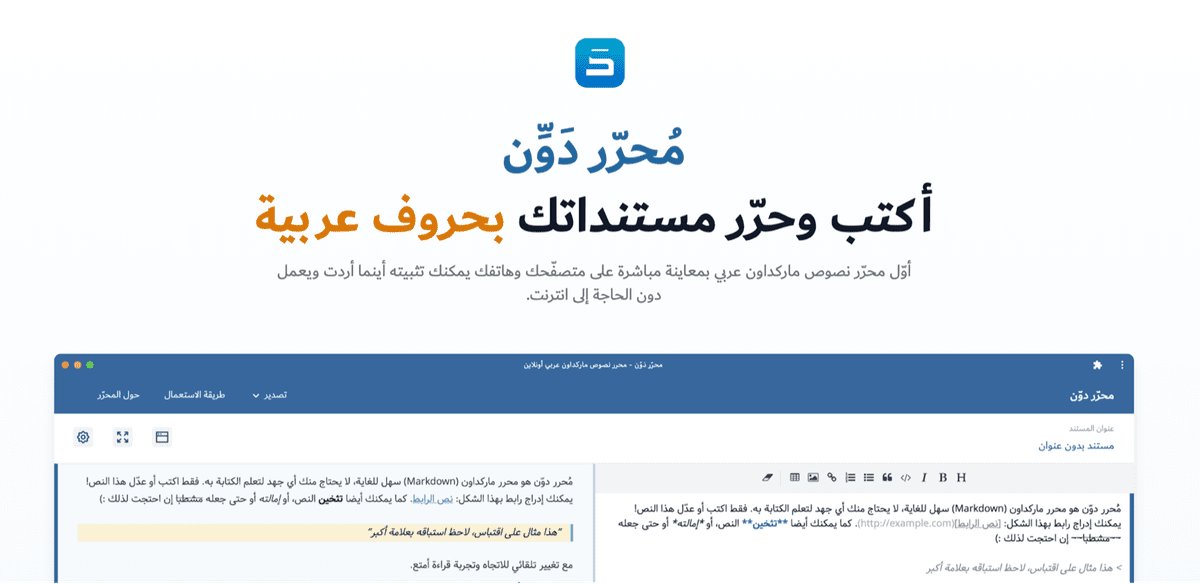 مُحرّر دَوِّن
أكتب وحرّر مستنداتك بحروف عربية
أوّل محرّر نصوص ماركداون عربي بمعاينة مباشرة على متصفّحك وهاتفك يمكنك تثبيته أينما أردت ويعمل
دون الحاجة إلى انترنت.
محرّر دَوّن - محرر نصوص ماركداون عربي أونلاين
محرّر دوّن
تصدير
طريقة الاستعمال
حول المحرّر
عنوان المستند
مستند بدون عنوان
H B I </>
مُحرر دوّن هو محرر ماركداون (Markdown) سهل للغاية، لا يحتاج منك أي جهد لتعلم الكتابة به. فقط اكتب أو عدّل هذا النص!
يمكنك إدراج رابط بهذا الشكل: [نص الرابط](http://example.com). كما يمكنك أيضا **تثخين** النص، أو *إمالته* أو حتى جعله
~~مشطبا~~ إن احتجت لذلك :)
> هذا مثال على اقتباس، لاحظ استباقه بعلامة أكبر
مُحرر دوّن هو محرر ماركداون (Markdown) سهل للغاية، لا يحتاج منك أي جهد لتعلم الكتابة به. فقط اكتب أو عدّل هذا النص!
يمكنك إدراج رابط بهذا الشكل: نص الرابط. كما يمكنك أيضا تثخين النص، أو إمالته أو حتى جعله مشطبا إن احتجت لذلك :)
"هذا مثال على اقتباس، لاحظ استباقه بعلامة أكبر"
مع تغيير تلقائي للاتجاه وتجربة قراءة أمتع.